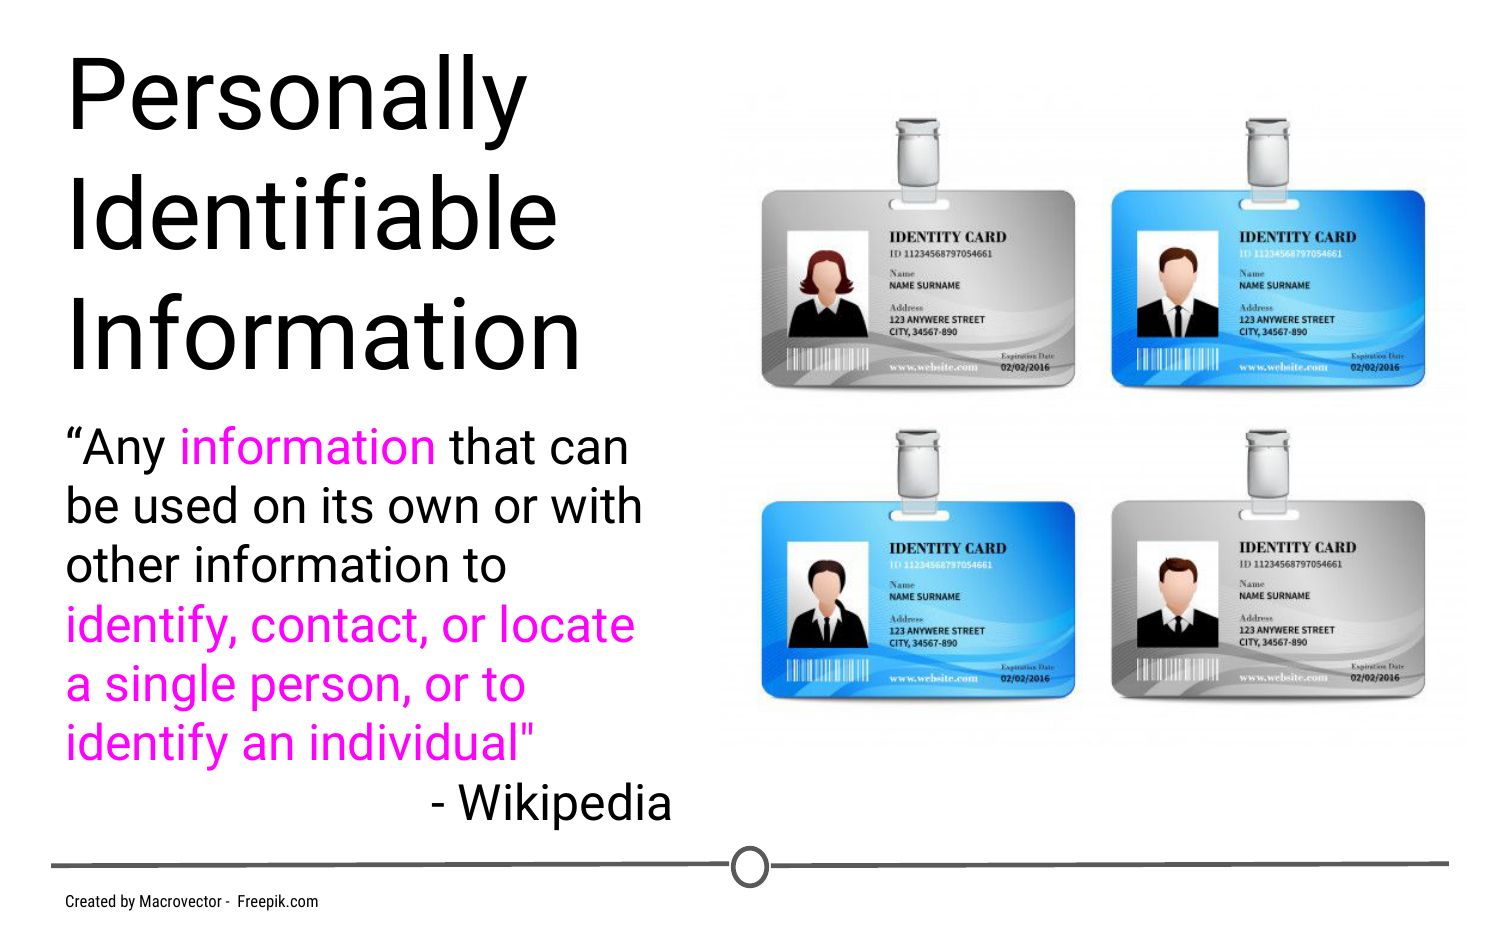 Personally
Identifiable
Information
“Any information that can
be used on its own or with
other information to
identify, contact, or locate
a single person, or to
identify an individual"
- Wikipedia
IDENTITY CARD
ID 11234568797054661
Name
NAME SURNAME
Address
123 ANYWERE STREET
CITY, 34567-890
Expiration Date
www.website.com
02/02/2016
IDENTITY CARD
ID 11234568797054661
Name
NAME SURNAME
Address
123 ANYWERE STREET
CITY, 34567-890
Expiration Date
www.website.com
02/02/2016
IDENTITY CARD
ID 11234568797054661
Name
NAME SURNAME
Address
123 ANYWERE STREET
CITY, 34567-890
Expiration Date
www.website.com
02/02/2016
IDENTITY CARD
ID 11234568797054661
Name
NAME SURNAME
Address
123 ANYWERE STREET
CITY, 34567-890
Expiration Date
www.website.com
02/02/2016
Created by Macrovector - Freepik.com